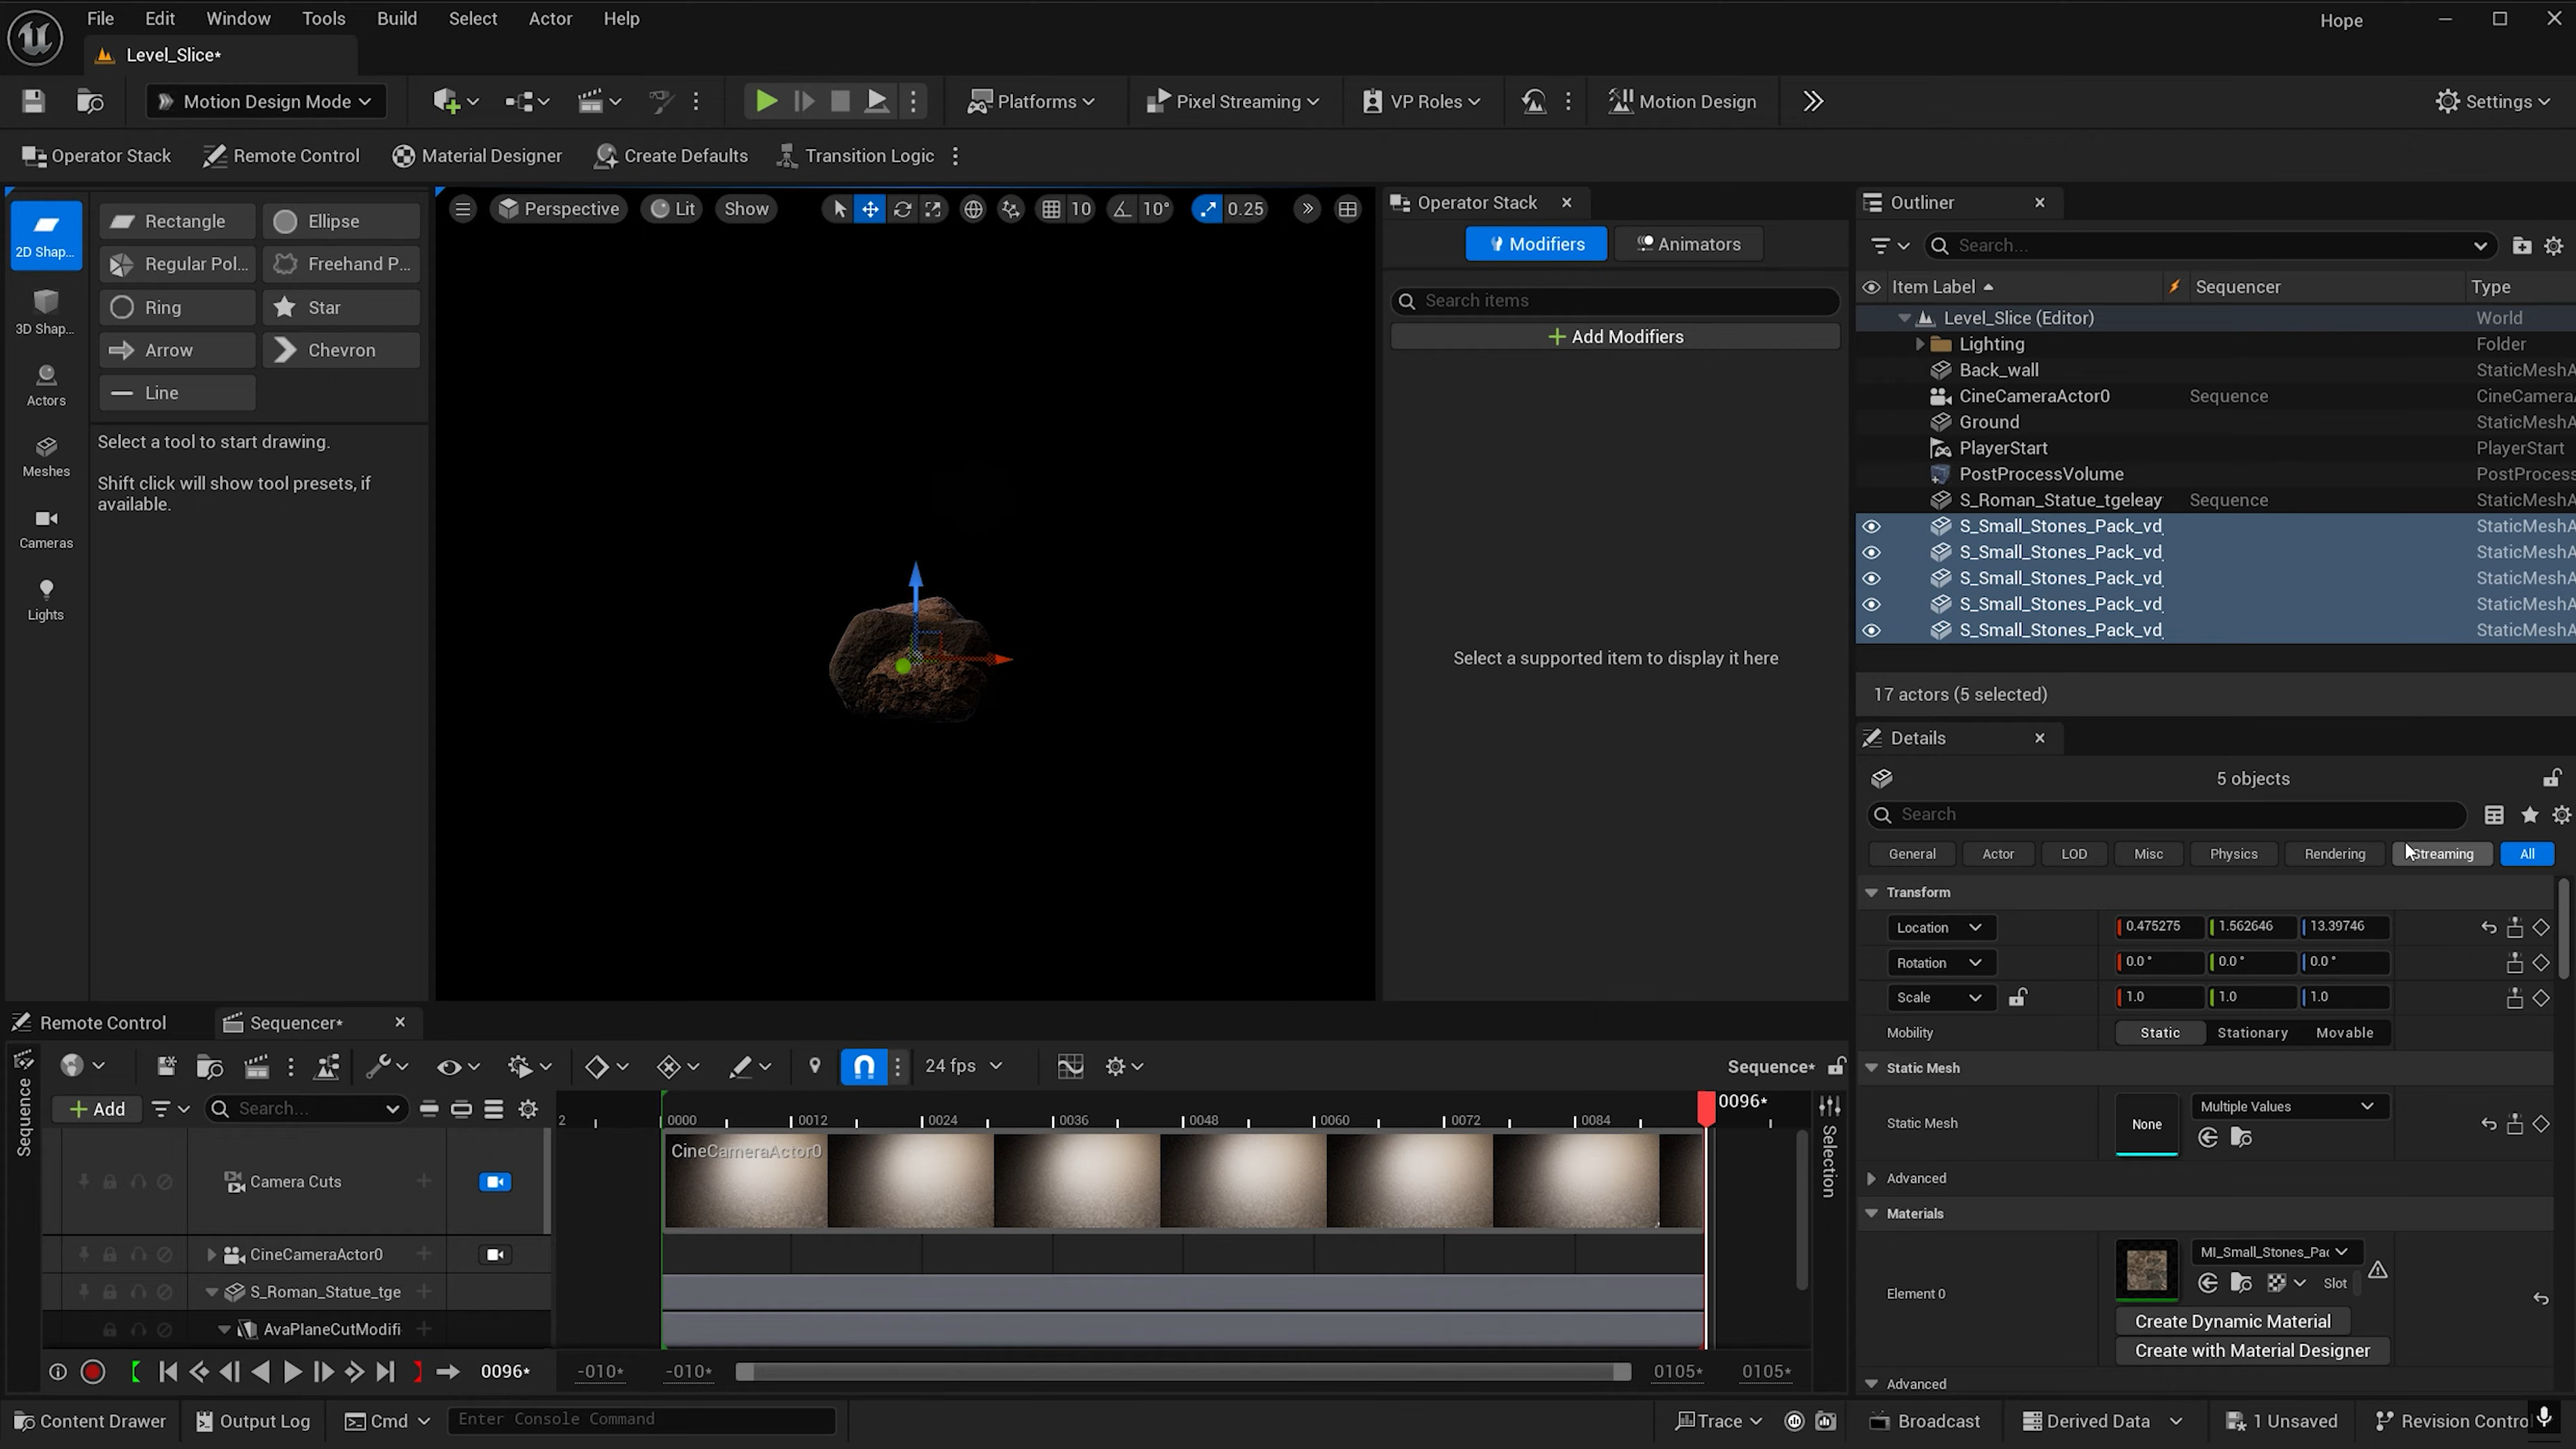 File Edit Window Tools Build Select Actor Help Hope
Level_Slice*
Motion Design Mode Platforms Pixel Streaming VP Roles Motion Design Settings
Operator Stack Remote Control Material Designer Create Defaults Transition Logic
2D Shap...
3D Shap...
Actors
Meshes
Cameras
Lights
Rectangle Ellipse
Regular Pol... Freehand P...
Ring Star
Arrow Chevron
Line
Select a tool to start drawing.
Shift click will show tool presets, if
available.
Perspective Lit Show 10 10° 0.25
Operator Stack
Modifiers Animators
Search items
Add Modifiers
Select a supported item to display it here
Outliner
Search...
Item Label Sequencer Type
Level_Slice (Editor) World
Lighting Folder
Back_wall StaticMeshA
CineCameraActor0 Sequence CineCamera
Ground StaticMeshA
PlayerStart PlayerStart
PostProcessVolume PostProcess
S_Roman_Statue_tgeleay Sequence StaticMeshA
S_Small_Stones_Pack_vd StaticMeshA
S_Small_Stones_Pack_vd StaticMeshA
S_Small_Stones_Pack_vd StaticMeshA
S_Small_Stones_Pack_vd StaticMeshA
S_Small_Stones_Pack_vd StaticMeshA
17 actors (5 selected)
Details
5 objects
Search
General Actor LOD Misc Physics Rendering Streaming All
Transform
Location 0.475275 1.562646 13.39746
Rotation 0.0° 0.0° 0.0°
Scale 1.0 1.0 1.0
Mobility Static Stationary Movable
Static Mesh
Static Mesh None Multiple Values
Advanced
Materials
Element 0 MI_Small_Stones_Pac
Slot
Create Dynamic Material
Create with Material Designer
Advanced
Remote Control Sequencer*
Sequence
24 fps Sequence*
Add Search...
2 0000 0012 0024 0036 0048 0060 0072 0084 0096*
Selection
CineCameraActor0
Camera Cuts
CineCameraActor0
S_Roman_Statue_tge
AvaPlaneCutModifi
0096* -010* -010* 0105* 0105*
Content Drawer Output Log Cmd Enter Console Command Trace Broadcast Derived Data 1 Unsaved Revision Contro